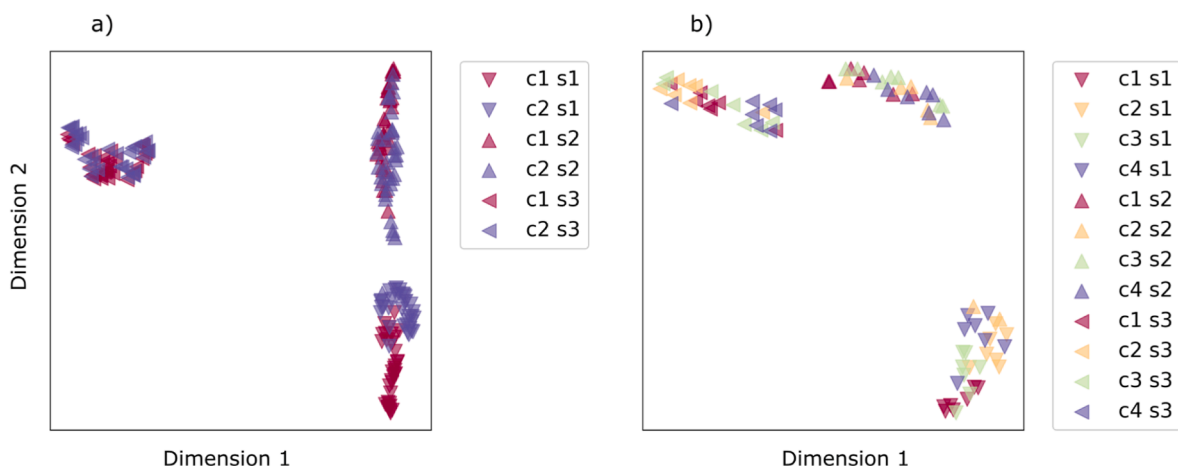 a)
c1 s1
c2 s1
c1 s2
c2 s2
c1 s3
c2 s3
Dimension 2
Dimension 1
b)
c1 s1
c2 s1
c3 s1
c4 s1
c1 s2
c2 s2
c3 s2
c4 s2
c1 s3
c2 s3
c3 s3
c4 s3
Dimension 1